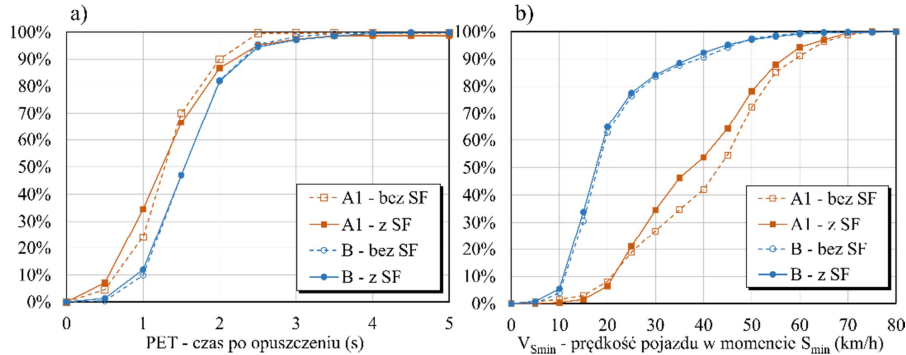 a)
100%
90%
80%
70%
60%
50%
40%
30%
20%
10%
0%
0 1 2 3 4 5
PET - czas po opuszczeniu (s)
A1 - bez SF
A1 - z SF
B - bez SF
B - z SF
b)
100%
90%
80%
70%
60%
50%
40%
30%
20%
10%
0%
0 10 20 30 40 50 60 70 80
VSmin - prędkość pojazdu w momencie Smin (km/h)
A1 - bez SF
A1 - z SF
B - bez SF
B - z SF